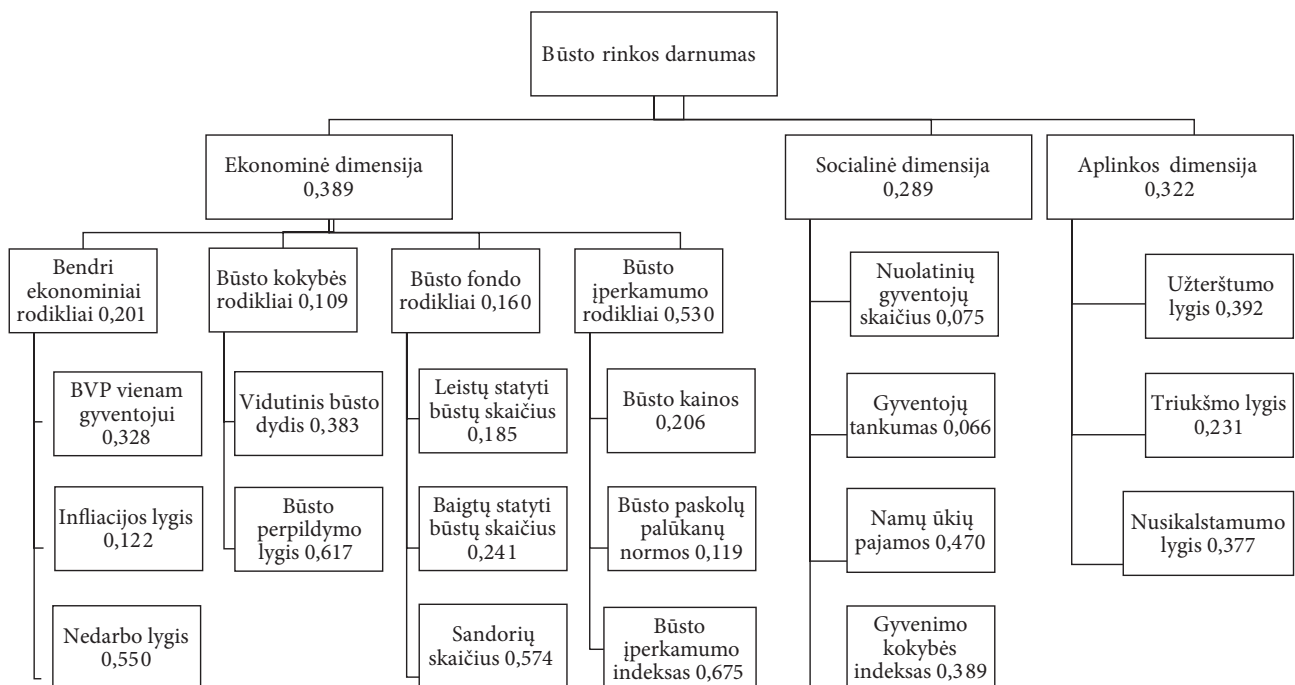 Būsto rinkos darnumas
Ekonominė dimensija
0,389
Socialinė dimensija
0,289
Aplinkos dimensija
0,322
Bendri
ekonominiai
rodikliai 0,201
Būsto kokybės
rodikliai 0,109
Būsto fondo
rodikliai 0,160
Būsto
įperkamumo
rodikliai 0,530
BVP vienam
gyventojui
0,328
Infliacijos lygis
0,122
Nedarbo lygis
0,550
Vidutinis būsto
dydis 0,383
Būsto
perpildymo
lygis 0,617
Leistų statyti
būstų skaičius
0,185
Baigtų statyti
būstų skaičius
0,241
Sandorių
skaičius 0,574
Būsto kainos
0,206
Būsto paskolų
palūkanų
normos 0,119
Būsto
įperkamumo
indeksas 0,675
Nuolatinių
gyventojų
skaičius 0,075
Gyventojų
tankumas 0,066
Namų ūkių
pajamos 0,470
Gyvenimo
kokybės
indeksas 0,389
Užterštumo
lygis 0,392
Triukšmo lygis
0,231
Nusikalstamumo
lygis 0,377